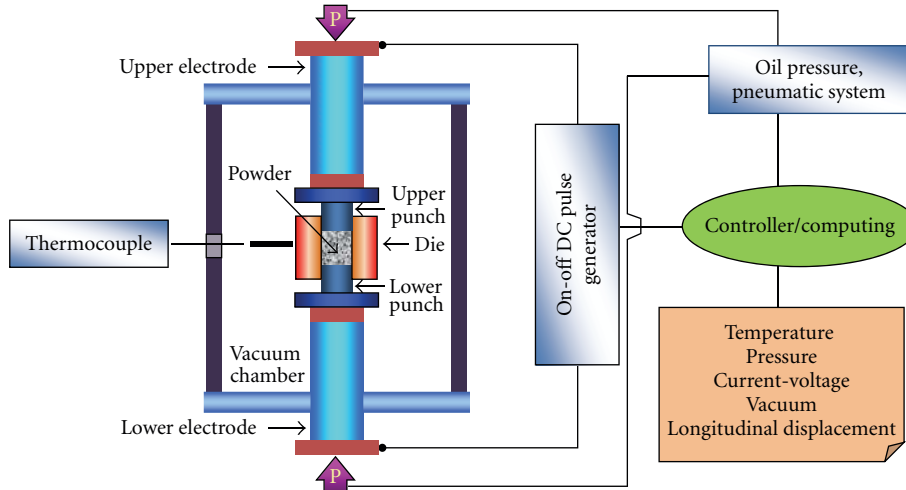 P
Upper electrode
Oil pressure,
pneumatic system
Powder
Upper
punch
Thermocouple
Die
On-off DC pulse
generator
Controller/computing
Lower
punch
Vacuum
chamber
Temperature
Pressure
Current-voltage
Vacuum
Longitudinal displacement
Lower electrode
P